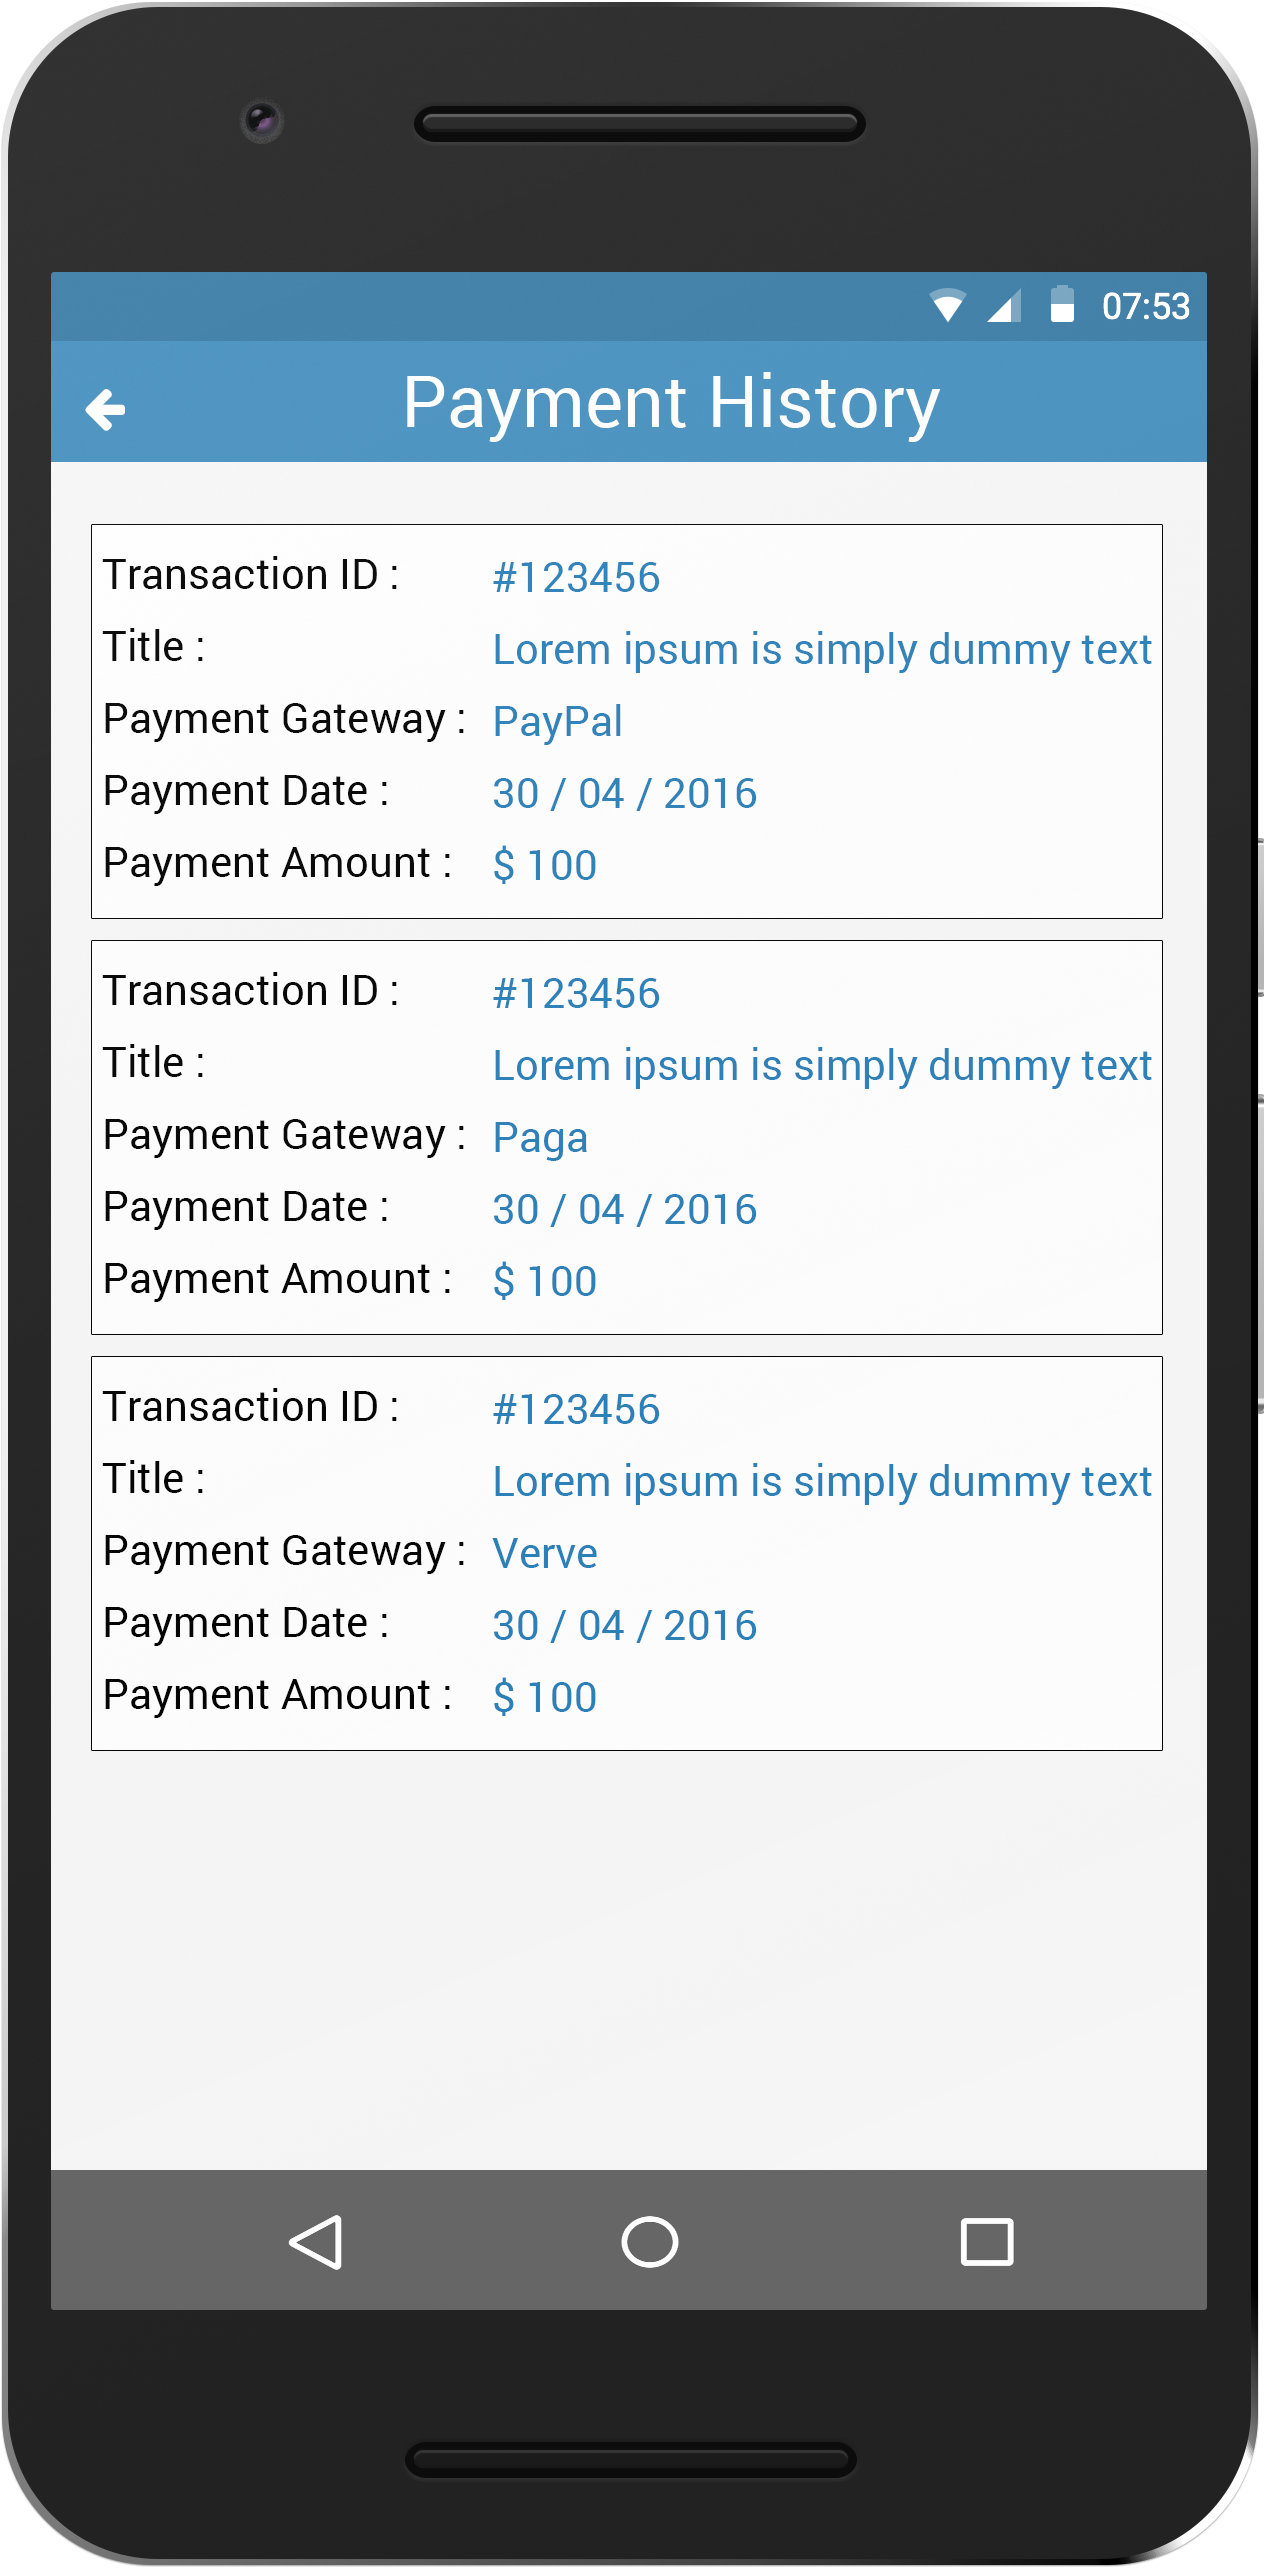 07:53
Payment History
Transaction ID : #123456
Title : Lorem ipsum is simply dummy text
Payment Gateway : PayPal
Payment Date : 30 / 04 / 2016
Payment Amount : $ 100
Transaction ID : #123456
Title : Lorem ipsum is simply dummy text
Payment Gateway : Paga
Payment Date : 30 / 04 / 2016
Payment Amount : $ 100
Transaction ID : #123456
Title : Lorem ipsum is simply dummy text
Payment Gateway : Verve
Payment Date : 30 / 04 / 2016
Payment Amount : $ 100